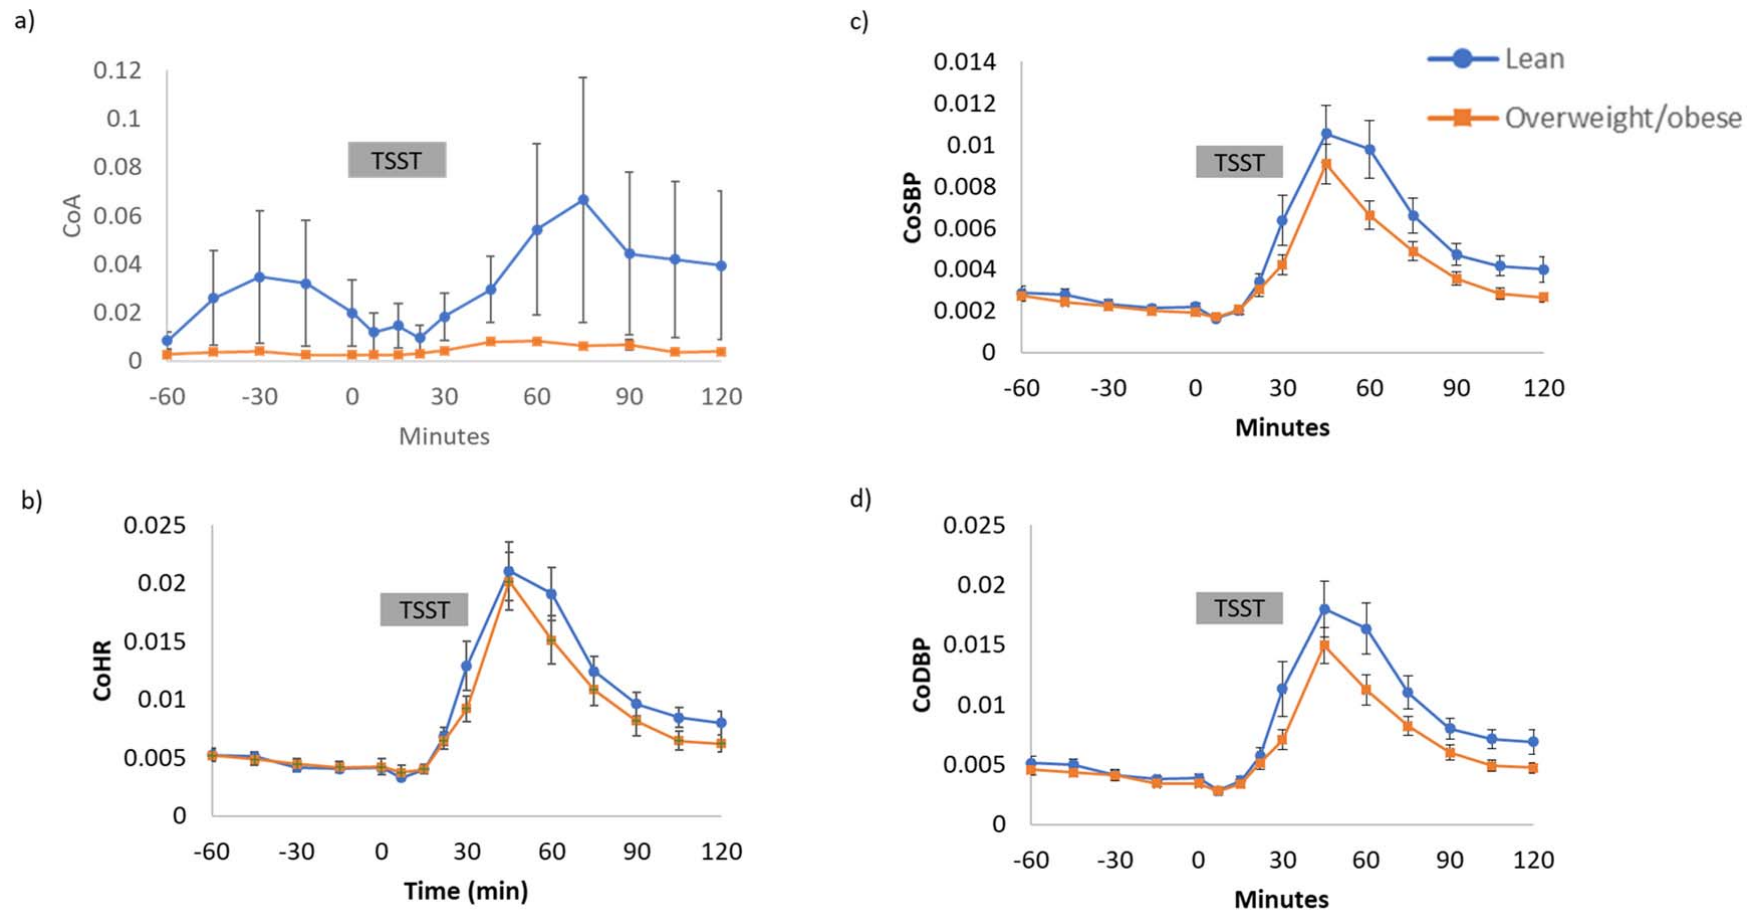 a)
0.12
0.1
0.08
0.06
0.04
0.02
0
CoA
TSST
-60 -30 0 30 60 90 120
Minutes
c)
0.014
0.012
0.01
0.008
0.006
0.004
0.002
0
CoSBP
TSST
-60 -30 0 30 60 90 120
Minutes
Lean
Overweight/obese
b)
0.025
0.02
0.015
0.01
0.005
0
CoHR
TSST
-60 -30 0 30 60 90 120
Time (min)
d)
0.025
0.02
0.015
0.01
0.005
0
CoDBP
TSST
-60 -30 0 30 60 90 120
Minutes